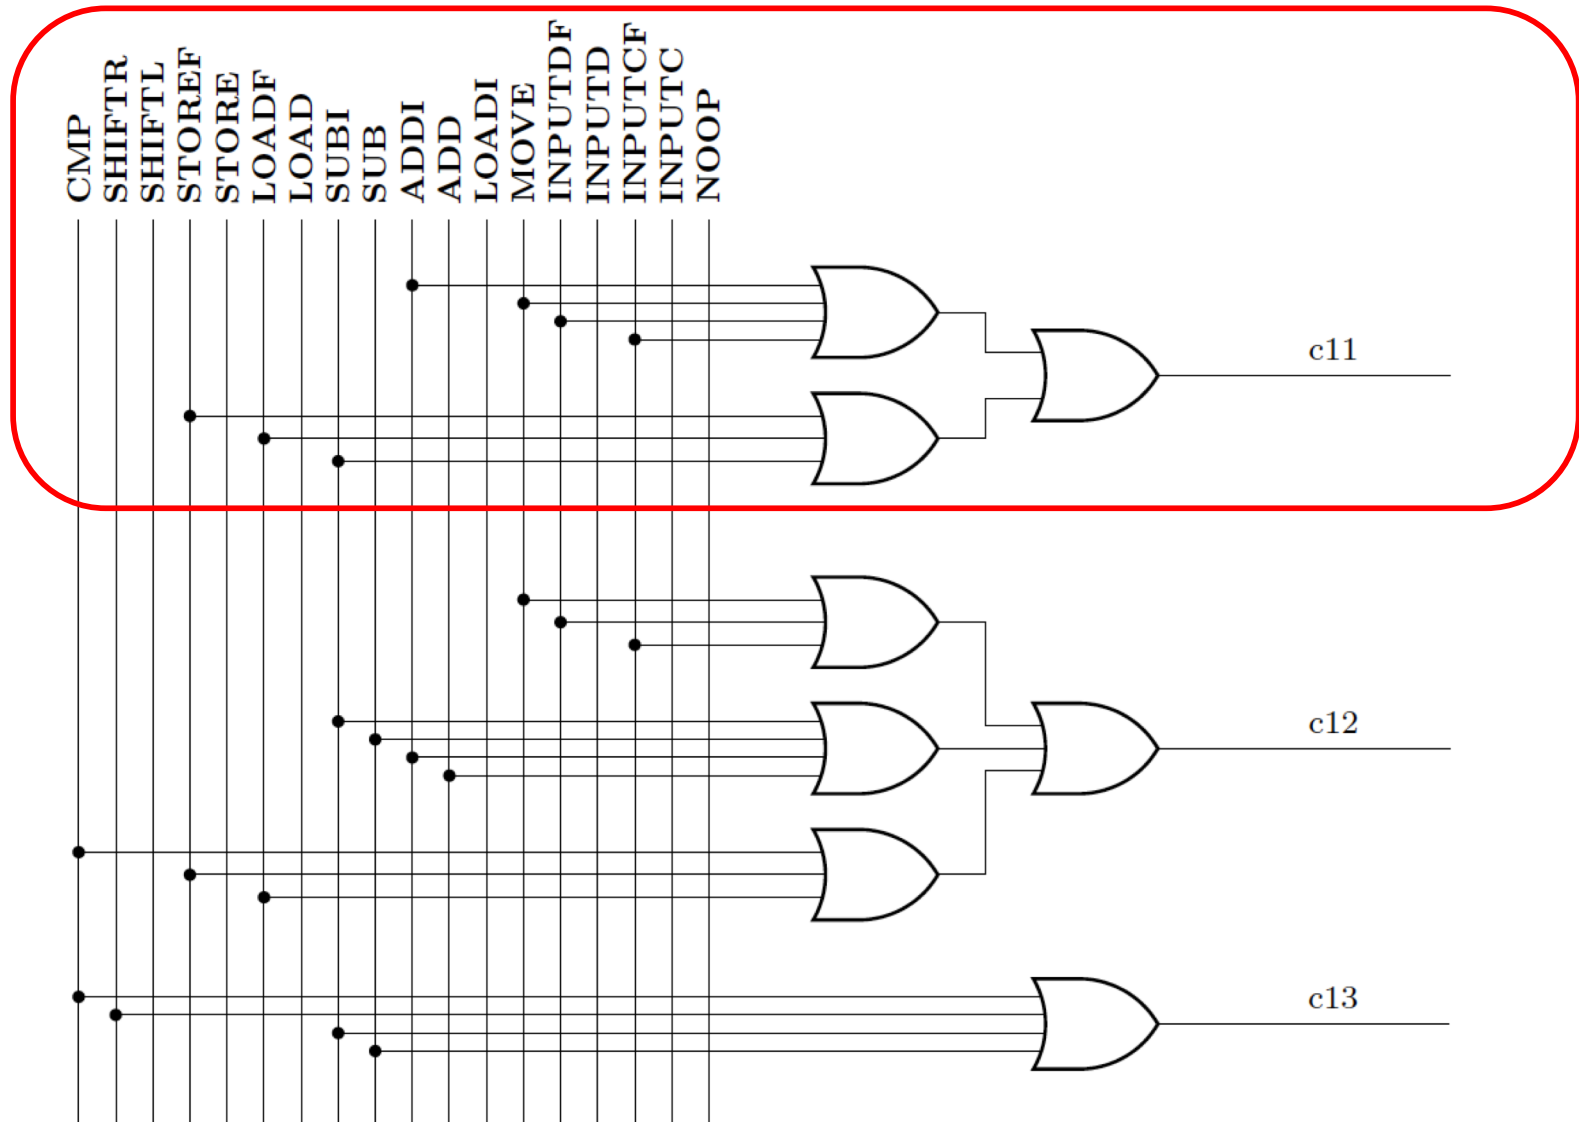 CMP
SHIFTR
SHIFTL
STOREF
STORE
LOADF
LOAD
SUBI
SUB
ADDI
ADD
LOADI
MOVE
INPUTDF
INPUTD
INPUTCF
INPUTC
NOOP
c11
c12
c13